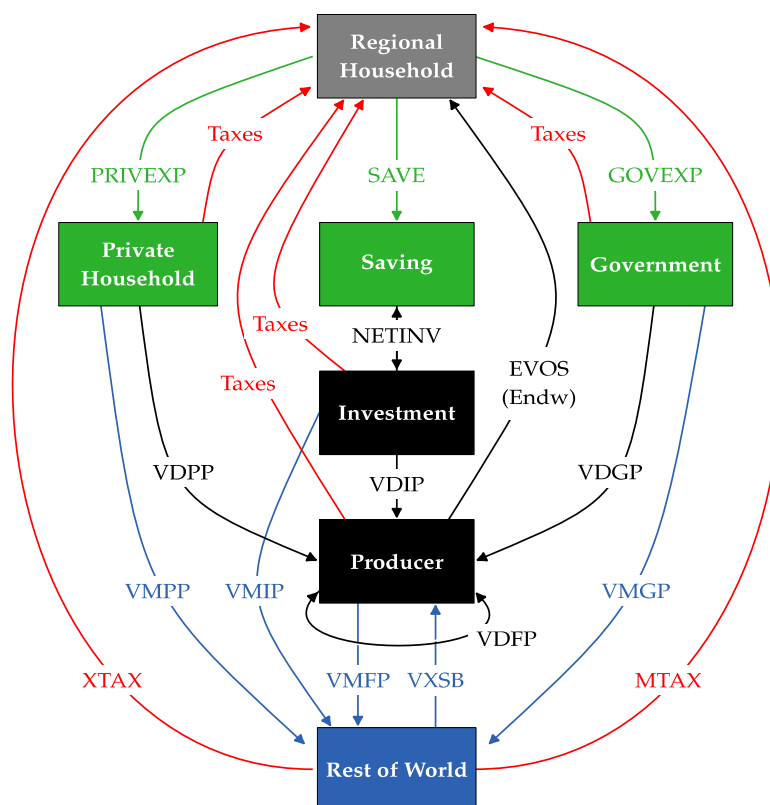 Regional
Household
Taxes
Taxes
PRIVEXP
SAVE
GOVEXP
Private
Household
Saving
Government
Taxes
NETINV
EVOS
(Endw)
Taxes
Investment
VDPP
VDIP
VDGP
Producer
VMPP
VMIP
VMGP
VDFP
XTAX
VMFP
VXSB
MTAX
Rest of World